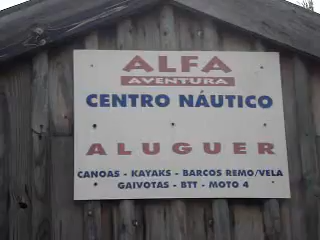 ALFA
AVENTURA
CENTRO NÁUTICO
ALUGUER
CANOAS - KAYAKS - BARCOS REMO/VELA
GAIVOTAS - BTT - MOTO 4